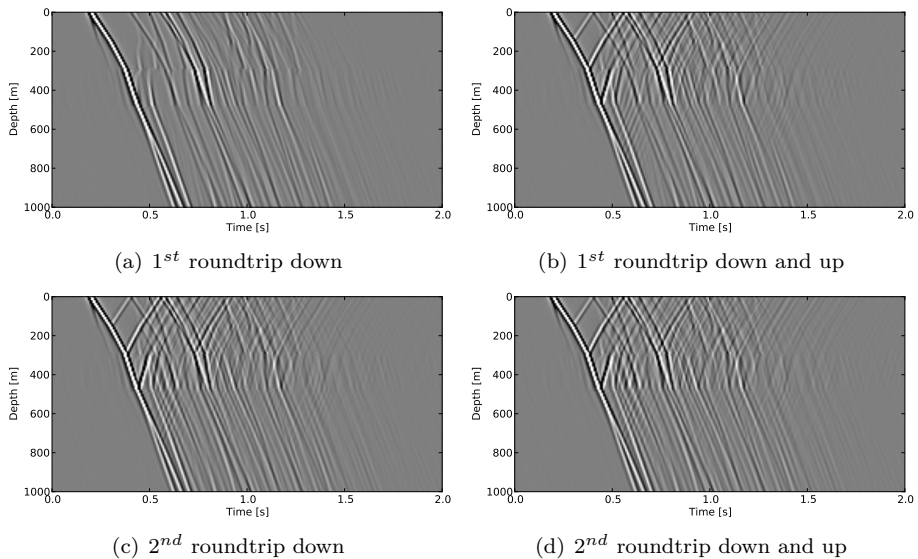 0
200
400
600
800
1000
Depth [m]
0.0 0.5 1.0 1.5 2.0
Time [s]
(a) 1st roundtrip down
0
200
400
600
800
1000
Depth [m]
0.0 0.5 1.0 1.5 2.0
Time [s]
(b) 1st roundtrip down and up
0
200
400
600
800
1000
Depth [m]
0.0 0.5 1.0 1.5 2.0
Time [s]
(c) 2nd roundtrip down
0
200
400
600
800
1000
Depth [m]
0.0 0.5 1.0 1.5 2.0
Time [s]
(d) 2nd roundtrip down and up